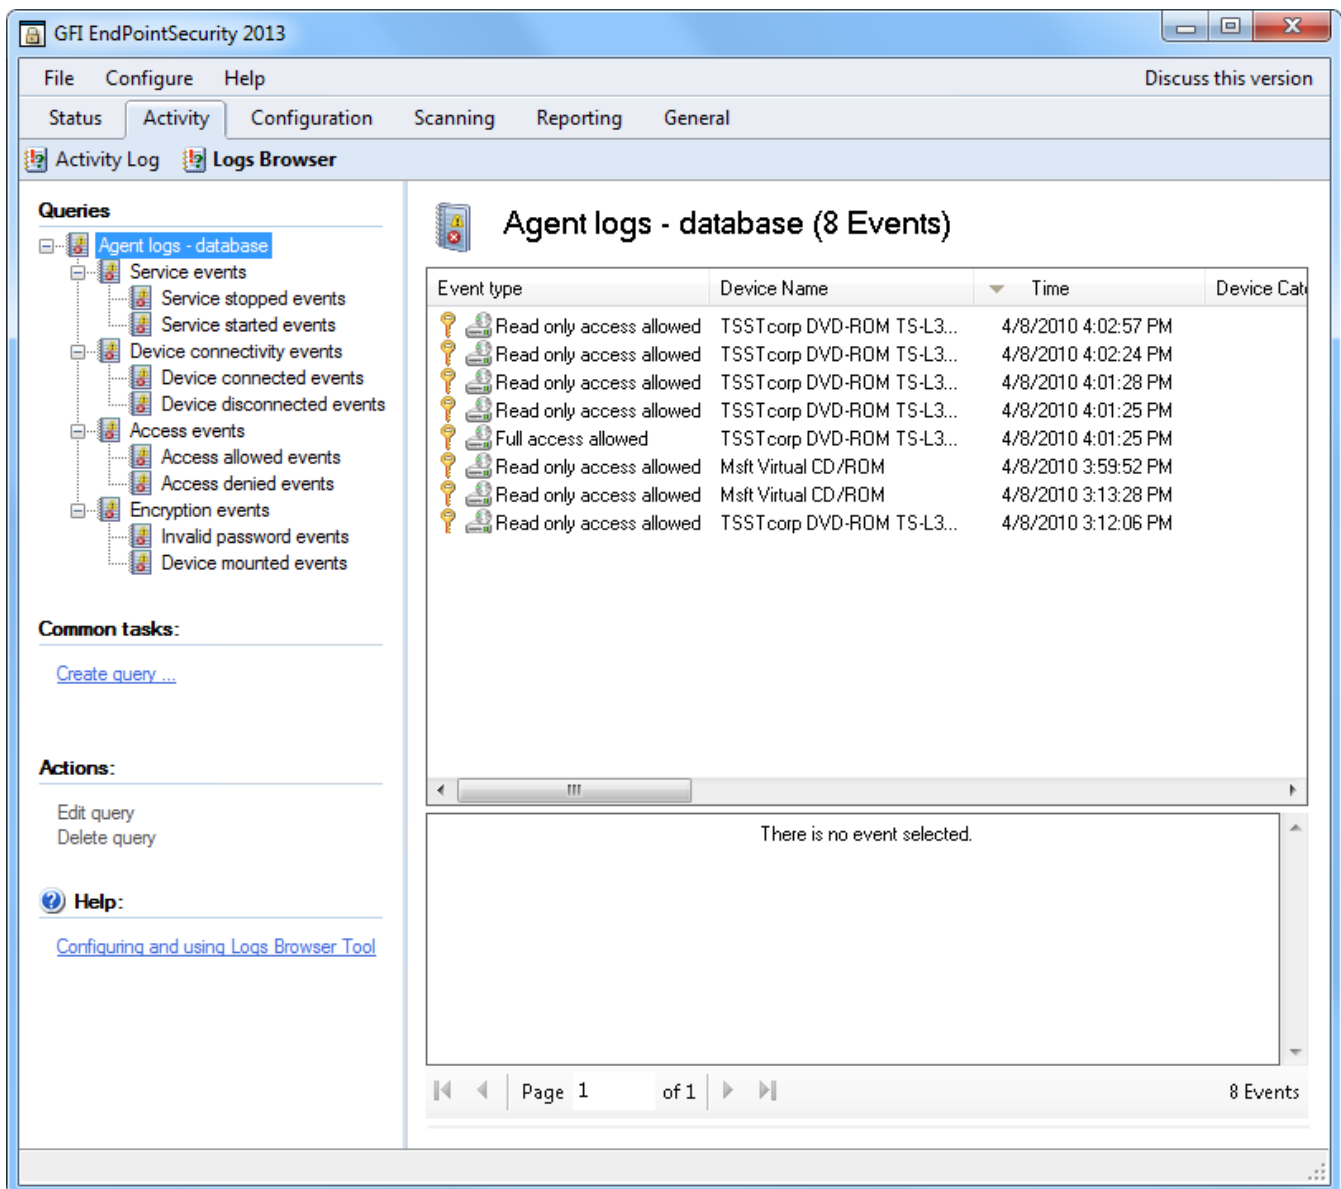 GFI EndPointSecurity 2013
File Configure Help Discuss this version
Status Activity Configuration Scanning Reporting General
Activity Log Logs Browser
Queries
Agent logs - database
Service events
Service stopped events
Service started events
Device connectivity events
Device connected events
Device disconnected events
Access events
Access allowed events
Access denied events
Encryption events
Invalid password events
Device mounted events
Common tasks:
Create query ...
Actions:
Edit query
Delete query
Help:
Configuring and using Logs Browser Tool
Agent logs - database (8 Events)
Event type Device Name Time Device Cate
Read only access allowed TSSTcorp DVD-ROM TS-L3... 4/8/2010 4:02:57 PM
Read only access allowed TSSTcorp DVD-ROM TS-L3... 4/8/2010 4:02:24 PM
Read only access allowed TSSTcorp DVD-ROM TS-L3... 4/8/2010 4:01:28 PM
Read only access allowed TSSTcorp DVD-ROM TS-L3... 4/8/2010 4:01:25 PM
Full access allowed TSSTcorp DVD-ROM TS-L3... 4/8/2010 4:01:25 PM
Read only access allowed Msft Virtual CD/ROM 4/8/2010 3:59:52 PM
Read only access allowed Msft Virtual CD/ROM 4/8/2010 3:13:28 PM
Read only access allowed TSSTcorp DVD-ROM TS-L3... 4/8/2010 3:12:06 PM
There is no event selected.
Page 1 of 1 8 Events